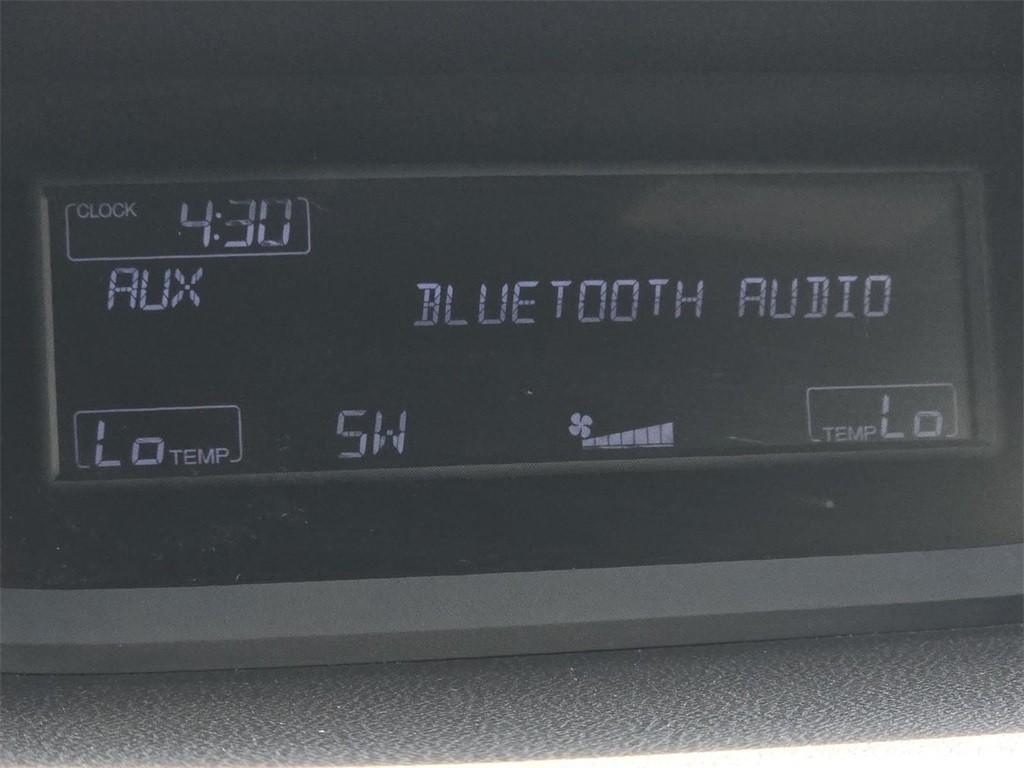 CLOCK 4:30
AUX BLUETOOTH AUDIO
Lo TEMP SW TEMP Lo